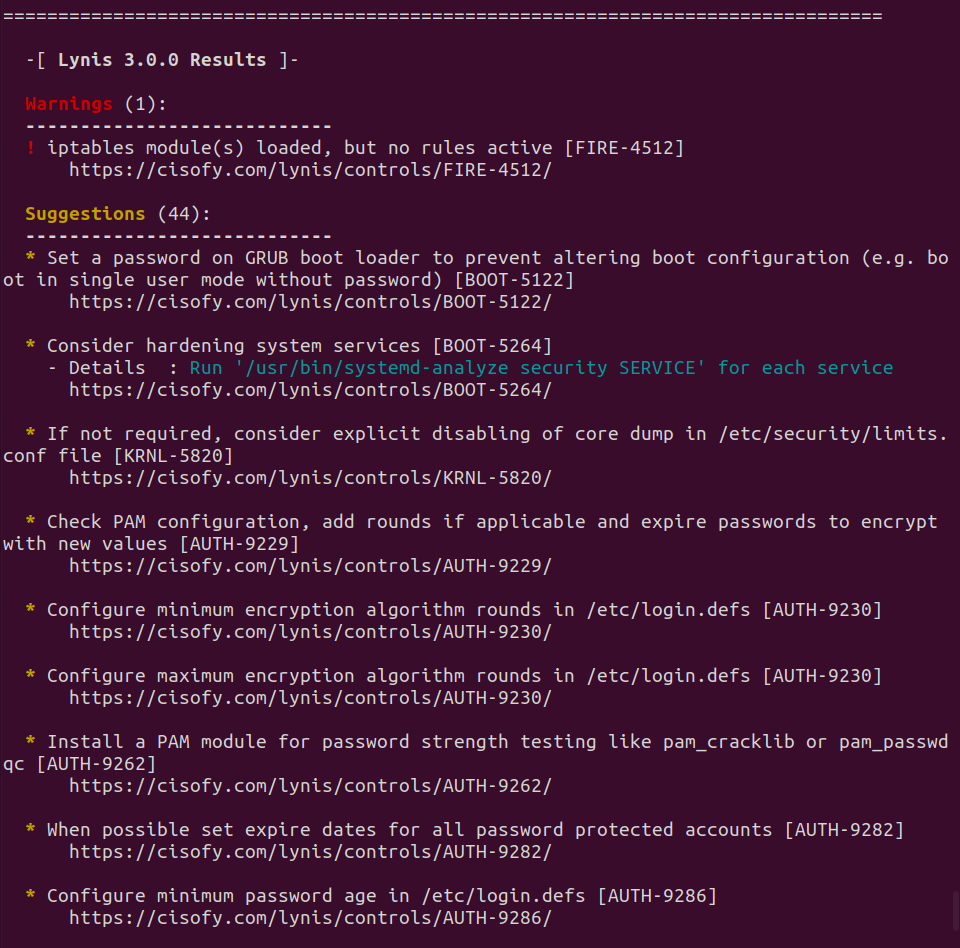 ================================================================================
-[ Lynis 3.0.0 Results ]-
Warnings (1):
----------------------------
! iptables module(s) loaded, but no rules active [FIRE-4512]
https://cisofy.com/lynis/controls/FIRE-4512/
Suggestions (44):
----------------------------
* Set a password on GRUB boot loader to prevent altering boot configuration (e.g. bo
ot in single user mode without password) [BOOT-5122]
https://cisofy.com/lynis/controls/BOOT-5122/
* Consider hardening system services [BOOT-5264]
- Details  : Run '/usr/bin/systemd-analyze security SERVICE' for each service
https://cisofy.com/lynis/controls/BOOT-5264/
* If not required, consider explicit disabling of core dump in /etc/security/limits.
conf file [KRNL-5820]
https://cisofy.com/lynis/controls/KRNL-5820/
* Check PAM configuration, add rounds if applicable and expire passwords to encrypt
with new values [AUTH-9229]
https://cisofy.com/lynis/controls/AUTH-9229/
* Configure minimum encryption algorithm rounds in /etc/login.defs [AUTH-9230]
https://cisofy.com/lynis/controls/AUTH-9230/
* Configure maximum encryption algorithm rounds in /etc/login.defs [AUTH-9230]
https://cisofy.com/lynis/controls/AUTH-9230/
* Install a PAM module for password strength testing like pam_cracklib or pam_passwd
qc [AUTH-9262]
https://cisofy.com/lynis/controls/AUTH-9262/
* When possible set expire dates for all password protected accounts [AUTH-9282]
https://cisofy.com/lynis/controls/AUTH-9282/
* Configure minimum password age in /etc/login.defs [AUTH-9286]
https://cisofy.com/lynis/controls/AUTH-9286/